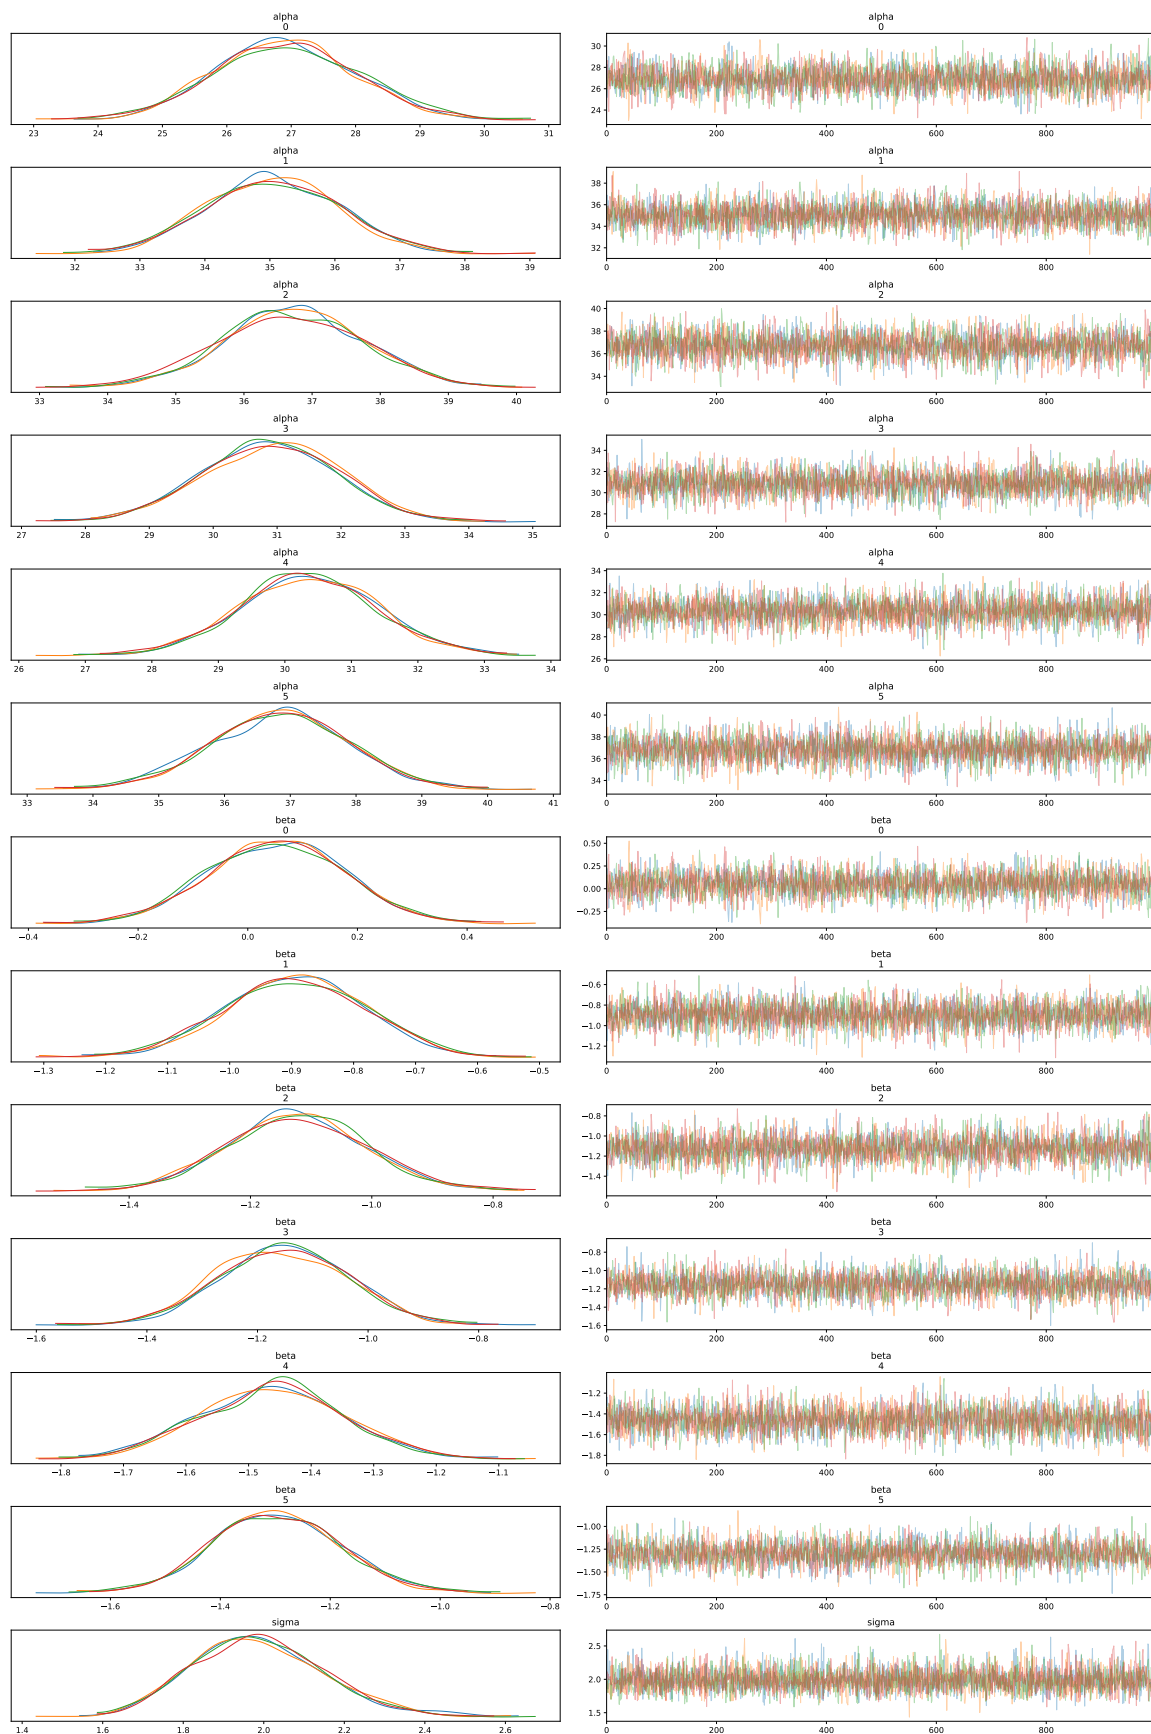 alpha
0
alpha
0
30
28
26
24
23 24 25 26 27 28 29 30 31
0 200 400 600 800
alpha
1
alpha
1
38
36
34
32
32 33 34 35 36 37 38 39
0 200 400 600 800
alpha
2
alpha
2
40
38
36
34
33 34 35 36 37 38 39 40
0 200 400 600 800
alpha
3
alpha
3
34
32
30
28
27 28 29 30 31 32 33 34 35
0 200 400 600 800
alpha
4
alpha
4
34
32
30
28
26
26 27 28 29 30 31 32 33 34
0 200 400 600 800
alpha
5
alpha
5
40
38
36
34
33 34 35 36 37 38 39 40 41
0 200 400 600 800
beta
0
beta
0
0.50
0.25
0.00
−0.25
−0.4 −0.2 0.0 0.2 0.4
0 200 400 600 800
beta
1
beta
1
−0.6
−0.8
−1.0
−1.2
−1.3 −1.2 −1.1 −1.0 −0.9 −0.8 −0.7 −0.6 −0.5
0 200 400 600 800
beta
2
beta
2
−0.8
−1.0
−1.2
−1.4
−1.4 −1.2 −1.0 −0.8
0 200 400 600 800
beta
3
beta
3
−0.8
−1.0
−1.2
−1.4
−1.6
−1.6 −1.4 −1.2 −1.0 −0.8
0 200 400 600 800
beta
4
beta
4
−1.2
−1.4
−1.6
−1.8
−1.8 −1.7 −1.6 −1.5 −1.4 −1.3 −1.2 −1.1
0 200 400 600 800
beta
5
beta
5
−1.00
−1.25
−1.50
−1.75
−1.6 −1.4 −1.2 −1.0 −0.8
0 200 400 600 800
sigma
sigma
2.5
2.0
1.5
1.4 1.6 1.8 2.0 2.2 2.4 2.6
0 200 400 600 800